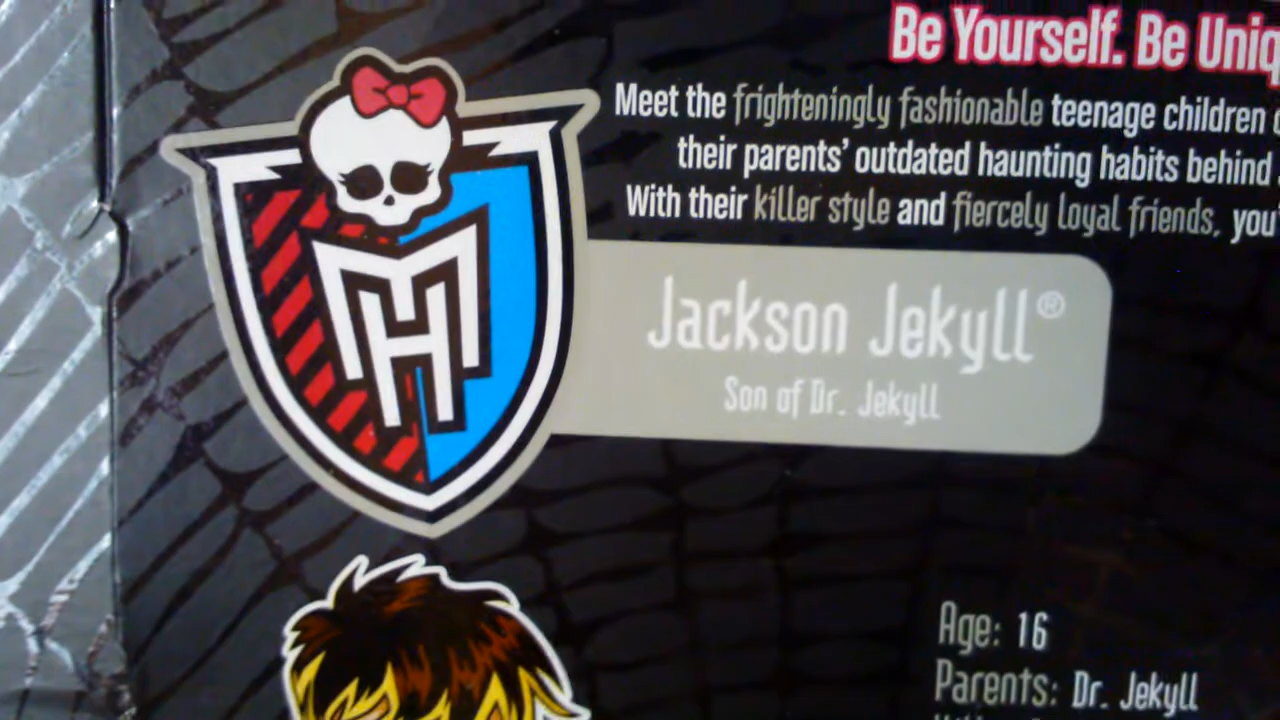 Be Yourself. Be Uniq
Meet the frighteningly fashionable teenage children
their parents' outdated haunting habits behind
With their killer style and fiercely loyal friends, you'
MH
Jackson Jekyll®
Son of Dr. Jekyll
Age: 16
Parents: Dr. Jekyll